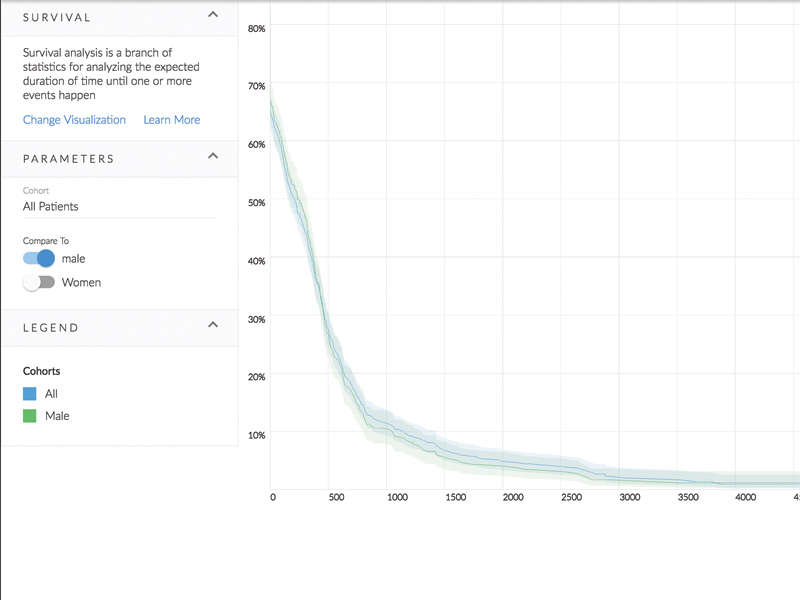 SURVIVAL
Survival analysis is a branch of
statistics for analyzing the expected
duration of time until one or more
events happen
Change Visualization Learn More
PARAMETERS
Cohort
All Patients
Compare To
male
Women
LEGEND
Cohorts
All
Male
80%
70%
60%
50%
40%
30%
20%
10%
0 500 1000 1500 2000 2500 3000 3500 4000